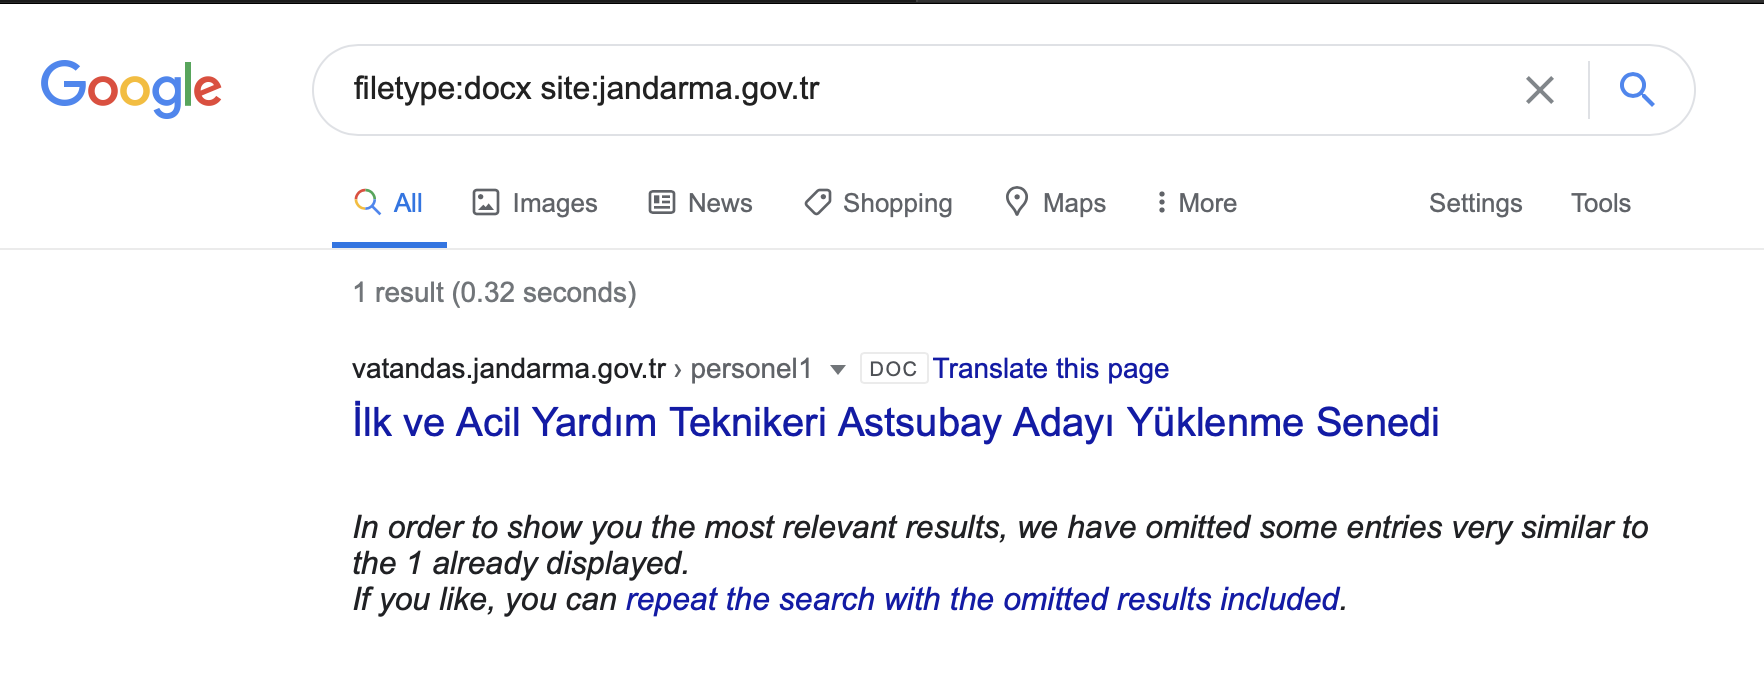 Google
filetype:docx site:jandarma.gov.tr
All Images News Shopping Maps More Settings Tools
1 result (0.32 seconds)
vatandas.jandarma.gov.tr › personel1 DOC Translate this page
İlk ve Acil Yardım Teknikeri Astsubay Adayı Yüklenme Senedi
In order to show you the most relevant results, we have omitted some entries very similar to
the 1 already displayed.
If you like, you can repeat the search with the omitted results included.